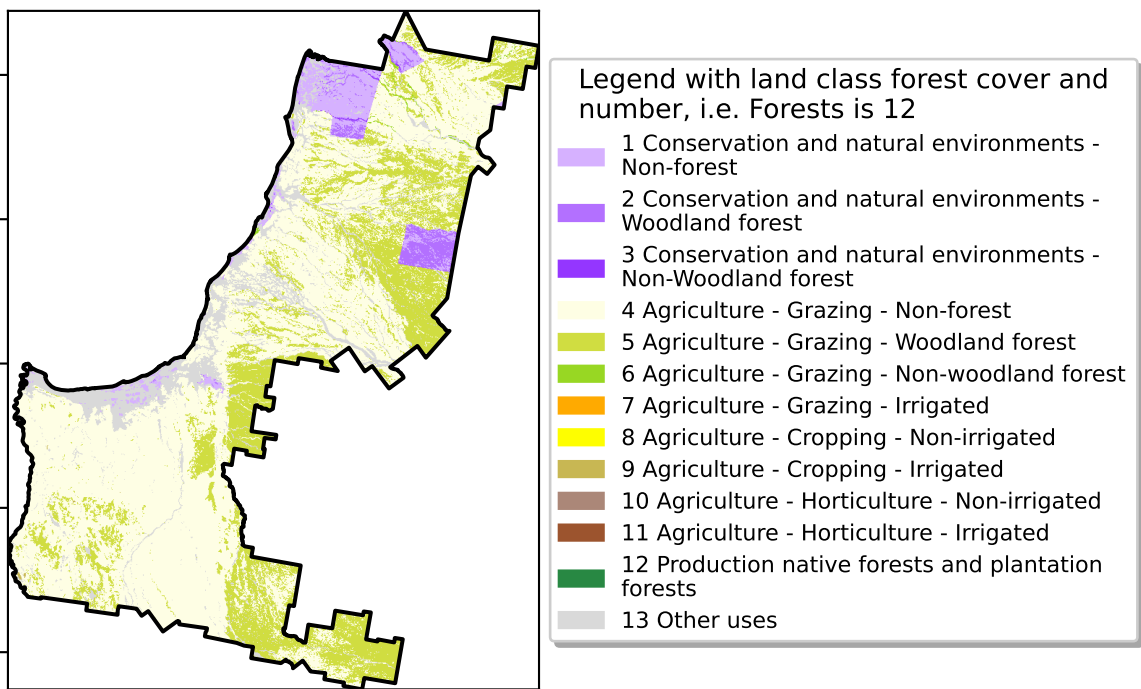 Legend with land class forest cover and
number, i.e. Forests is 12
1 Conservation and natural environments -
Non-forest
2 Conservation and natural environments -
Woodland forest
3 Conservation and natural environments -
Non-Woodland forest
4 Agriculture - Grazing - Non-forest
5 Agriculture - Grazing - Woodland forest
6 Agriculture - Grazing - Non-woodland forest
7 Agriculture - Grazing - Irrigated
8 Agriculture - Cropping - Non-irrigated
9 Agriculture - Cropping - Irrigated
10 Agriculture - Horticulture - Non-irrigated
11 Agriculture - Horticulture - Irrigated
12 Production native forests and plantation
forests
13 Other uses